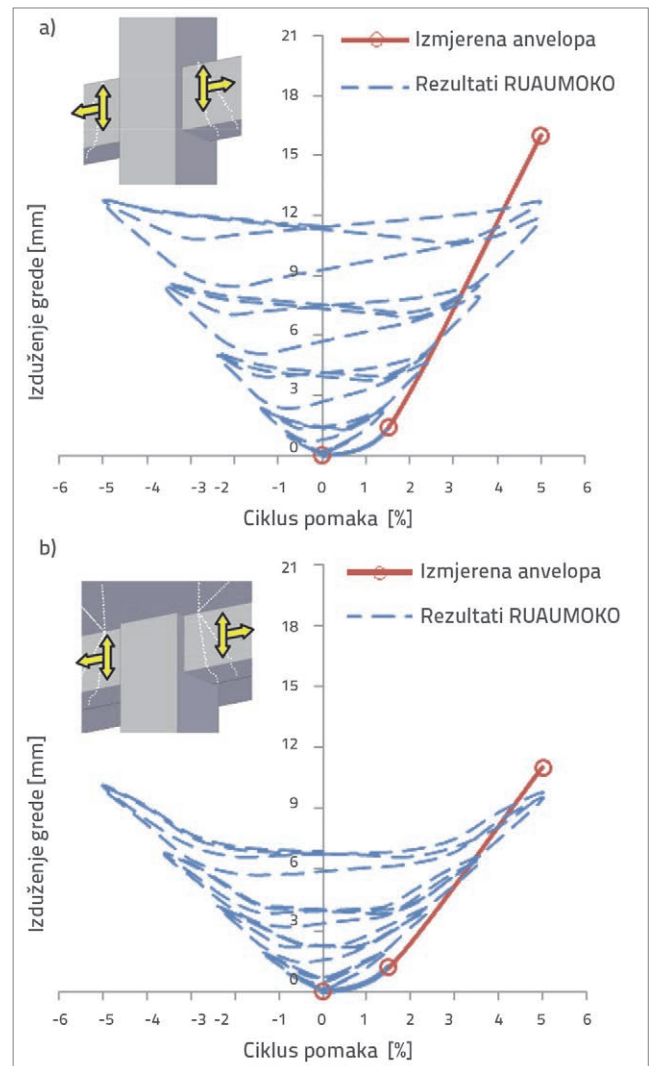 a)
21
18
15
12
9
6
3
0
Izmjerena anvelopa
Rezultati RUAUMOKO
Izduženje grede [mm]
-6 -5 -4 -3 -2 -1 0 1 2 3 4 5 6
Ciklus pomaka [%]
b)
21
18
15
12
9
6
3
0
Izmjerena anvelopa
Rezultati RUAUMOKO
Izduženje grede [mm]
-6 -5 -4 -3 -2 -1 0 1 2 3 4 5 6
Ciklus pomaka [%]